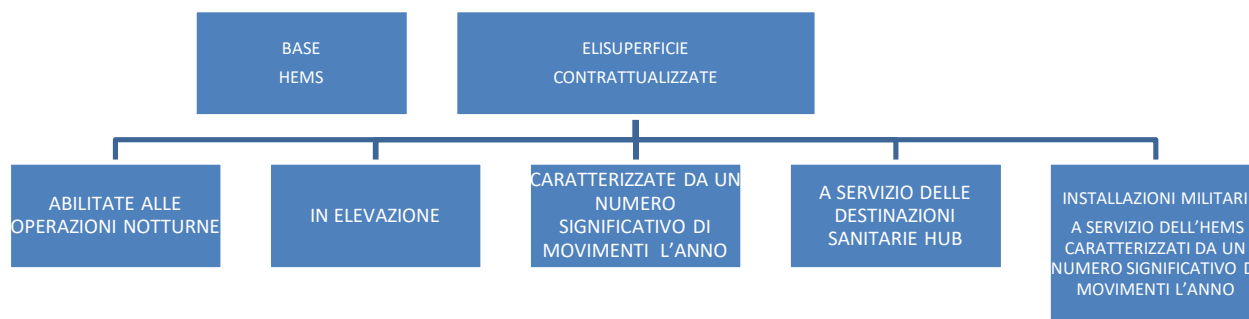 BASE
HEMS
ELISUPERFICIE
CONTRATTUALIZZATE
ABILITATE ALLE
OPERAZIONI NOTTURNE
IN ELEVAZIONE
CARATTERIZZATE DA UN
NUMERO
SIGNIFICATIVO DI
MOVIMENTI L’ANNO
A SERVIZIO DELLE
DESTINAZIONI
SANITARIE HUB
INSTALLAZIONI MILITARI
A SERVIZIO DELL’HEMS
CARATTERIZZATI DA UN
NUMERO SIGNIFICATIVO
MOVIMENTI L’ANNO